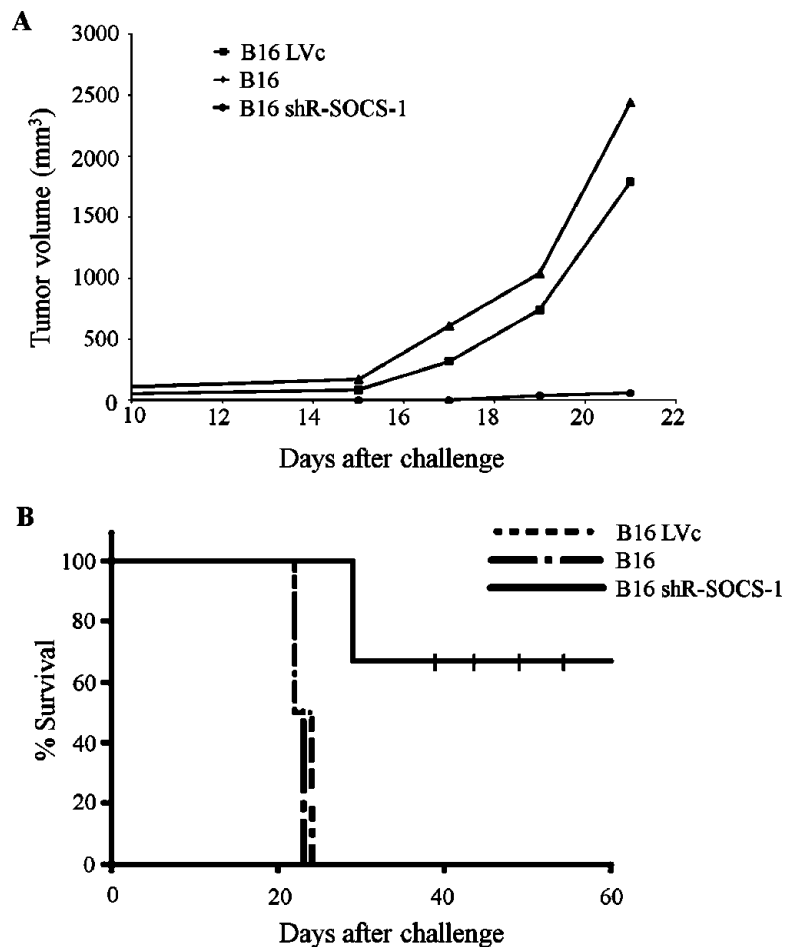 A
3000
2500
2000
1500
1000
500
0
Tumor volume (mm³)
B16 LVc
B16
B16 shR-SOCS-1
10 12 14 16 18 20 22
Days after challenge
B
B16 LVc
B16
B16 shR-SOCS-1
100
80
60
40
20
0
% Survival
0 20 40 60
Days after challenge